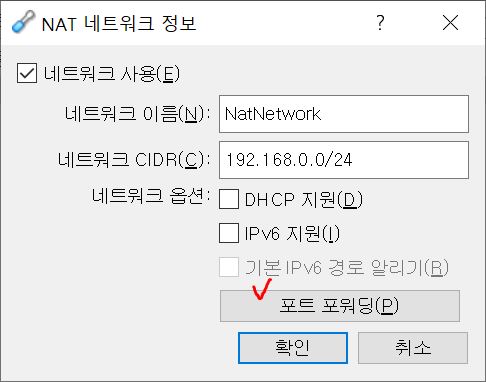 NAT 네트워크 정보
네트워크 사용(E)
네트워크 이름(N): NatNetwork
네트워크 CIDR(C): 192.168.0.0/24
네트워크 옵션: DHCP 지원(D)
IPv6 지원(I)
기본 IPv6 경로 알리기(R)
포트 포워딩(P)
확인 취소